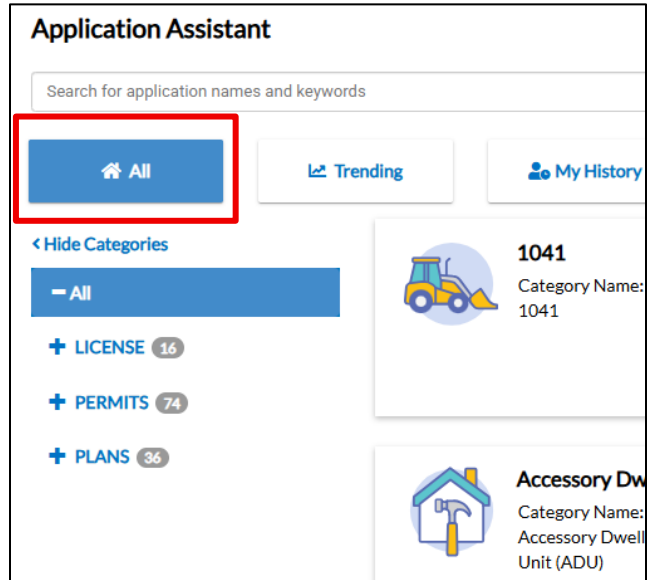 Application Assistant
Search for application names and keywords
All
Trending
My History
Hide Categories
All
LICENSE 16
PERMITS 74
PLANS 36
1041
Category Name:
1041
Accessory Dw
Category Name:
Accessory Dwell
Unit (ADU)